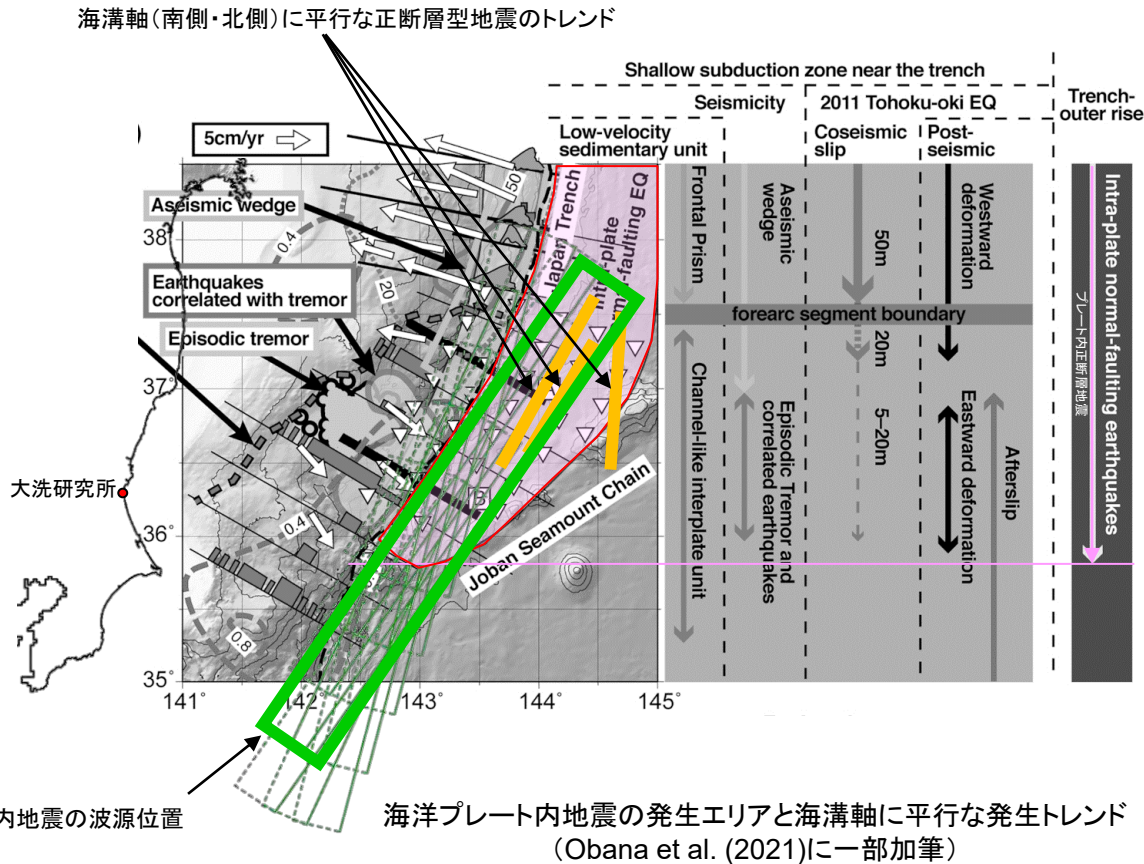 海溝軸(南側・北側)に平行な正断層型地震のトレンド
Shallow subduction zone near the trench
Seismicity
2011 Tohoku-oki EQ
Trench-
outer rise
Low-velocity
sedimentary unit
Coseismic
slip
Post-
seismic
5cm/yr
Aseismic wedge
Earthquakes
correlated with tremor
Episodic tremor
50
20
0.4
0.4
0.8
Japan Trench
Intra-plate
-faulting EQ
B
Joban Seamount Chain
大洗研究所
38
37°
36°
35°
141°
142°
143°
144°
145°
Frontal Prism
Aseismic
wedge
50m
Westward
deformation
forearc segment boundary
20m
5–20m
Channel-like interplate unit
Episodic Tremor and
correlated earthquakes
Eastward deformation
Afterslip
Intra-plate normal-faulting earthquakes
プレート内正断層地震
内地震の波源位置
海洋プレート内地震の発生エリアと海溝軸に平行な発生トレンド
(Obana et al. (2021)に一部加筆)